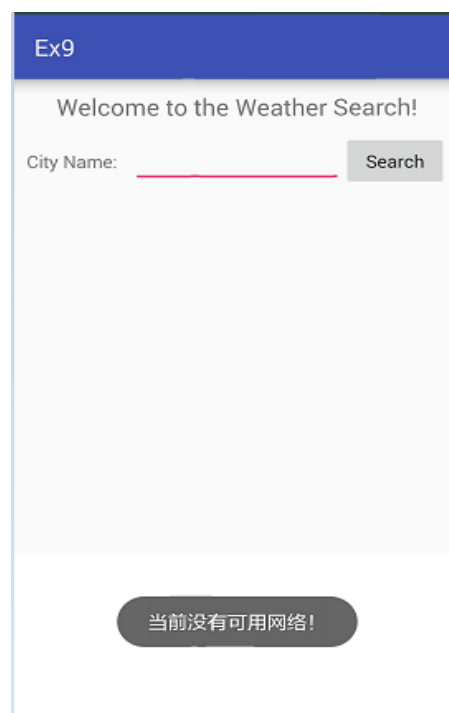 Ex9
Welcome to the Weather Search!
City Name: Search
当前没有可用网络!